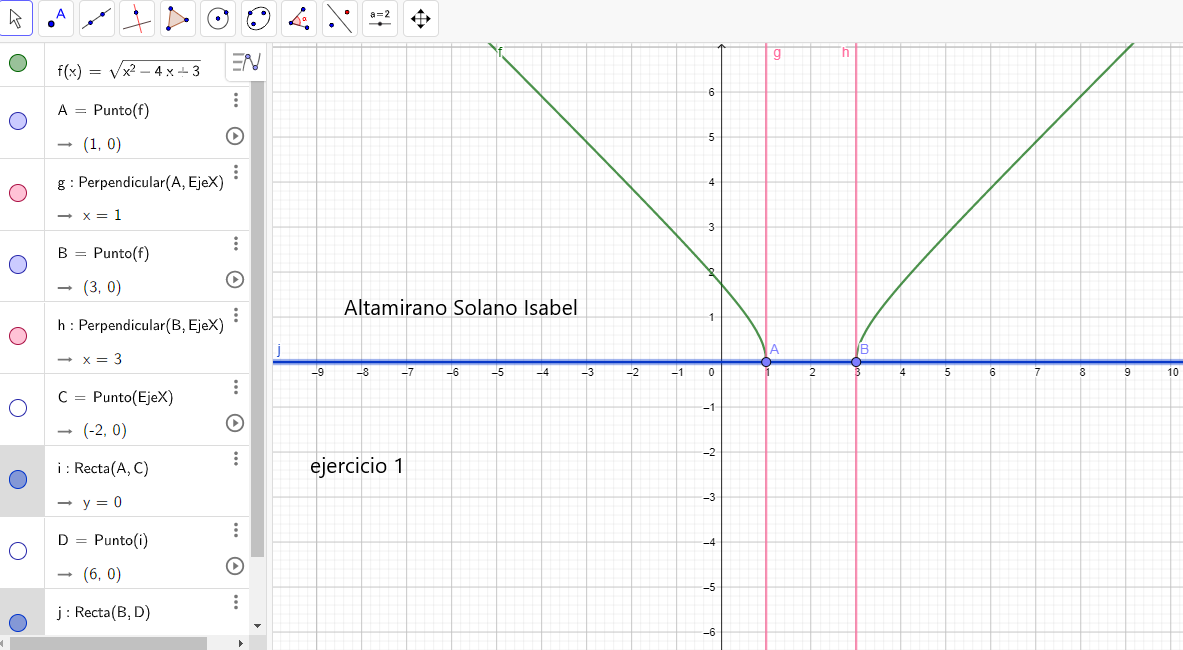 A
a=2
f(x) = √x² − 4 x + 3
A = Punto(f)
→ (1, 0)
g : Perpendicular(A, EjeX)
→ x = 1
B = Punto(f)
→ (3, 0)
h : Perpendicular(B, EjeX)
→ x = 3
C = Punto(EjeX)
→ (-2, 0)
i : Recta(A, C)
→ y = 0
D = Punto(i)
→ (6, 0)
j : Recta(B, D)
f
g
h
6
5
4
3
2
1
Altamirano Solano Isabel
j
A
B
−9 −8 −7 −6 −5 −4 −3 −2 −1 0 1 2 3 4 5 6 7 8 9 10
−1
−2
ejercicio 1
−3
−4
−5
−6